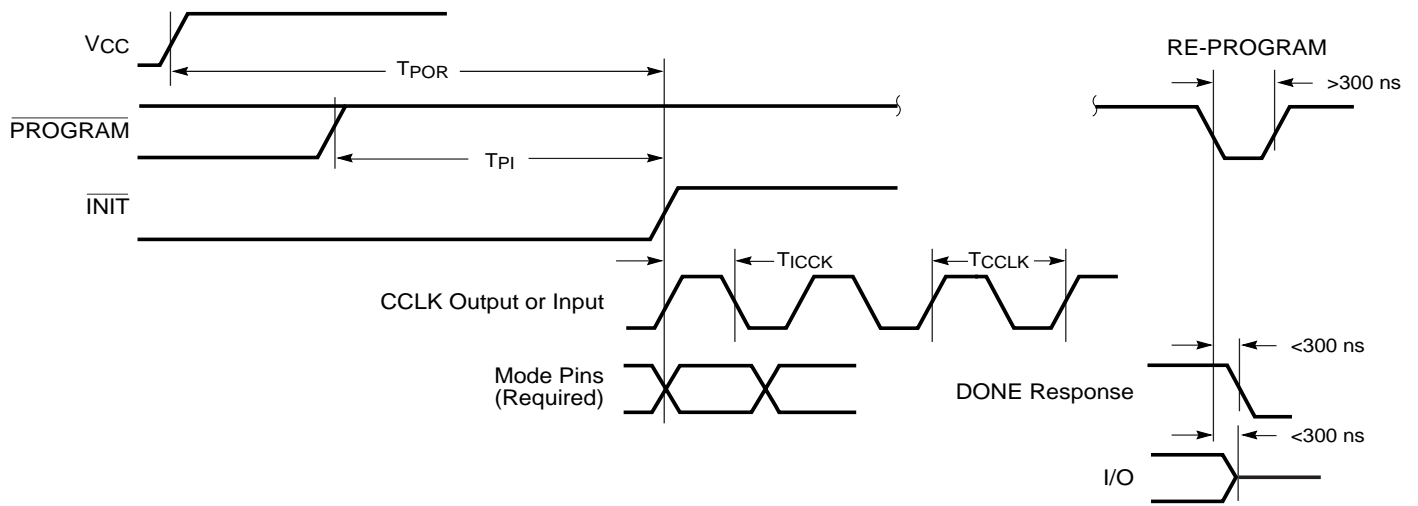 VCC
RE-PROGRAM
TPOR
>300 ns
PROGRAM
TPI
INIT
TICCK
TCCLK
CCLK Output or Input
<300 ns
Mode Pins
(Required)
DONE Response
<300 ns
I/O